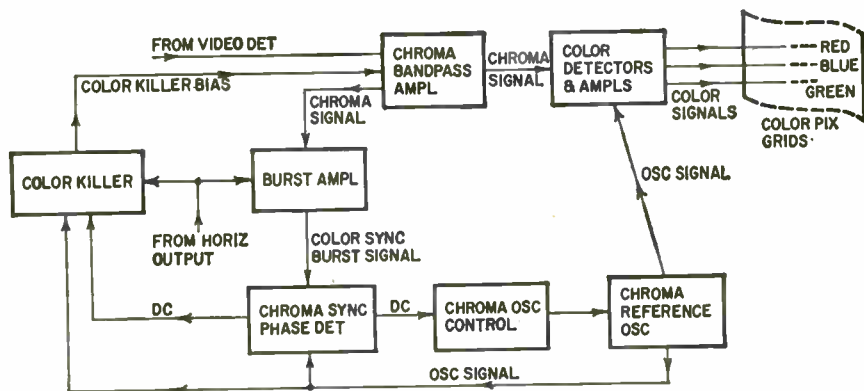 FROM VIDEO DET
COLOR KILLER BIAS
CHROMA
BANDPASS
AMPL
CHROMA
SIGNAL
COLOR
DETECTORS
& AMPLS
RED
BLUE
GREEN
COLOR
SIGNALS
COLOR PIX
GRIDS
CHROMA
SIGNAL
COLOR KILLER
BURST AMPL
OSC SIGNAL
FROM HORIZ
OUTPUT
COLOR SYNC
BURST SIGNAL
DC
CHROMA SYNC
PHASE DET
DC
CHROMA OSC
CONTROL
CHROMA
REFERENCE
OSC
OSC SIGNAL